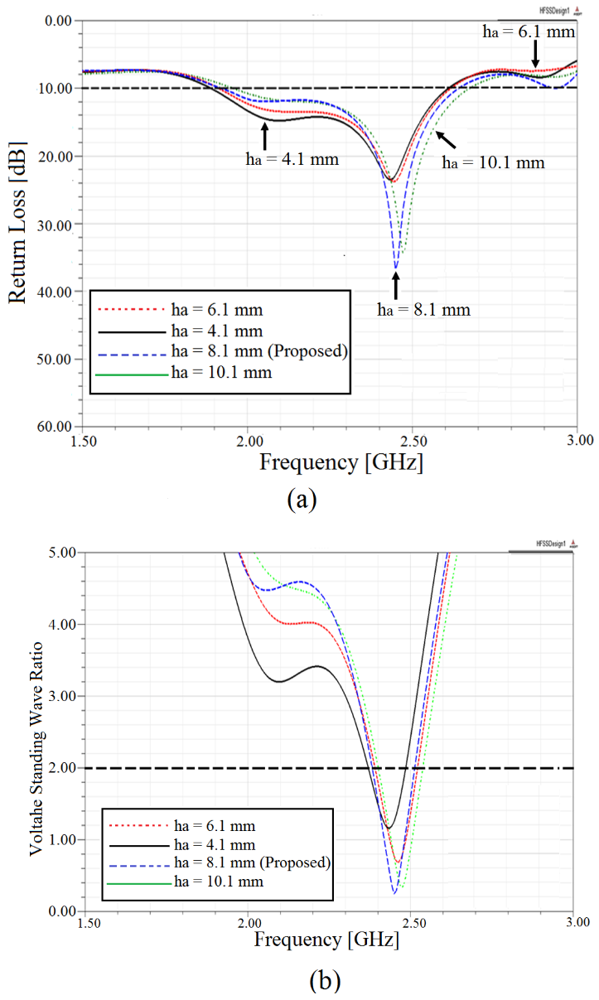 HFSSDesign1
0.00
ha = 6.1 mm
10.00
ha = 4.1 mm
ha = 10.1 mm
20.00
30.00
ha = 8.1 mm
40.00
50.00
60.00
Return Loss [dB]
ha = 6.1 mm
ha = 4.1 mm
ha = 8.1 mm (Proposed)
ha = 10.1 mm
1.50 2.00 2.50 3.00
Frequency [GHz]
(a)
HFSSDesign1
5.00
4.00
3.00
2.00
1.00
0.00
Voltahe Standing Wave Ratio
ha = 6.1 mm
ha = 4.1 mm
ha = 8.1 mm (Proposed)
ha = 10.1 mm
1.50 2.00 2.50 3.00
Frequency [GHz]
(b)